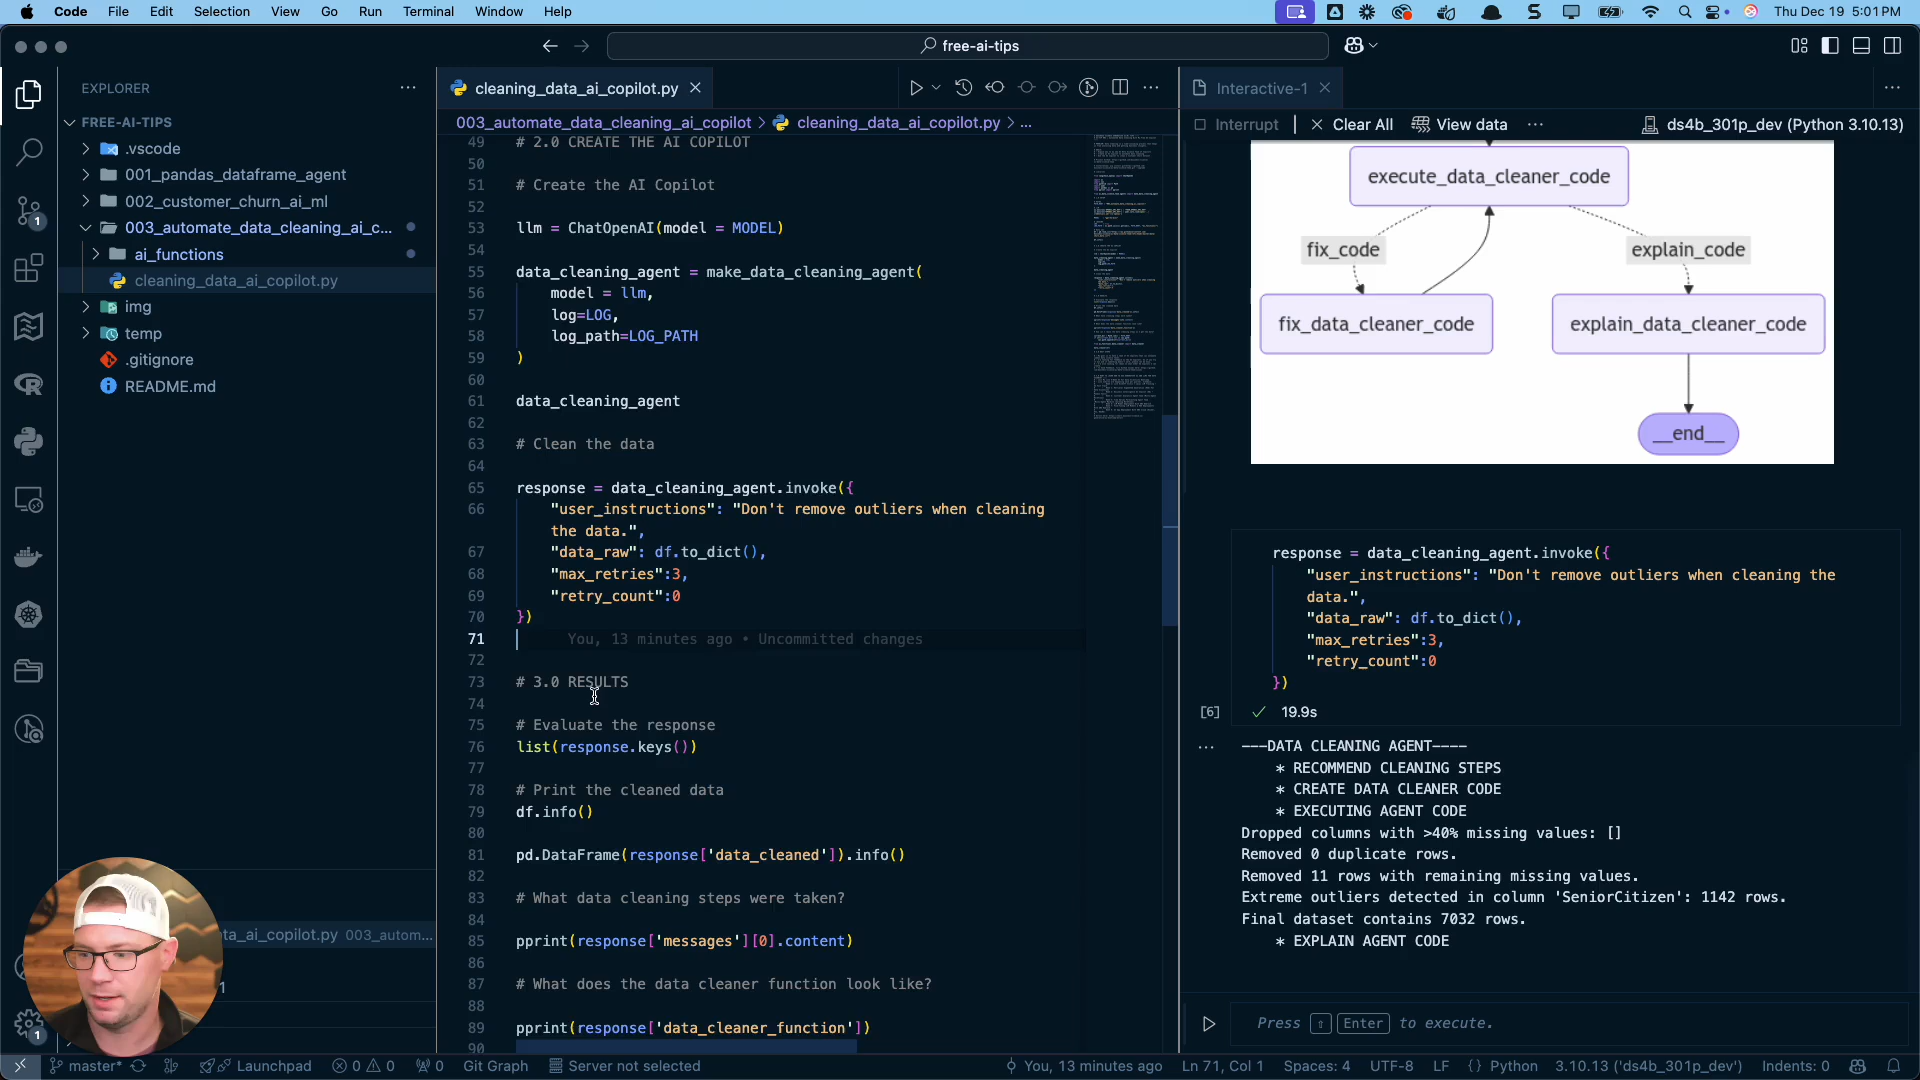 Code File Edit Selection View Go Run Terminal Window Help
Thu Dec 19 5:01 PM
free-ai-tips
EXPLORER
FREE-AI-TIPS
.vscode
001_pandas_dataframe_agent
002_customer_churn_ai_ml
003_automate_data_cleaning_ai_c...
ai_functions
cleaning_data_ai_copilot.py
img
temp
.gitignore
README.md
ta_ai_copilot.py 003_autom...
1
1
1
cleaning_data_ai_copilot.py
003_automate_data_cleaning_ai_copilot > cleaning_data_ai_copilot.py > ...
49 # 2.0 CREATE THE AI COPILOT
50
51 # Create the AI Copilot
52
53 llm = ChatOpenAI(model = MODEL)
54
55 data_cleaning_agent = make_data_cleaning_agent(
56 model = llm,
57 log=LOG,
58 log_path=LOG_PATH
59 )
60
61 data_cleaning_agent
62
63 # Clean the data
64
65 response = data_cleaning_agent.invoke({
66 "user_instructions": "Don't remove outliers when cleaning
the data.",
67 "data_raw": df.to_dict(),
68 "max_retries":3,
69 "retry_count":0
70 })
71 You, 13 minutes ago • Uncommitted changes
72
73 # 3.0 RESULTS
74
75 # Evaluate the response
76 list(response.keys())
77
78 # Print the cleaned data
79 df.info()
80
81 pd.DataFrame(response['data_cleaned']).info()
82
83 # What data cleaning steps were taken?
84
85 pprint(response['messages'][0].content)
86
87 # What does the data cleaner function look like?
88
89 pprint(response['data_cleaner_function'])
90
Interactive-1
Interrupt | Clear All View data ... ds4b_301p_dev (Python 3.10.13)
execute_data_cleaner_code
fix_code explain_code
fix_data_cleaner_code explain_data_cleaner_code
__end__
response = data_cleaning_agent.invoke({
"user_instructions": "Don't remove outliers when cleaning the
data.",
"data_raw": df.to_dict(),
"max_retries":3,
"retry_count":0
})
[6] ✓ 19.9s
---DATA CLEANING AGENT----
* RECOMMEND CLEANING STEPS
* CREATE DATA CLEANER CODE
* EXECUTING AGENT CODE
Dropped columns with >40% missing values: []
Removed 0 duplicate rows.
Removed 11 rows with remaining missing values.
Extreme outliers detected in column 'SeniorCitizen': 1142 rows.
Final dataset contains 7032 rows.
* EXPLAIN AGENT CODE
Press ⇧ Enter to execute.
master* Launchpad 0 0 0 Git Graph Server not selected You, 13 minutes ago Ln 71, Col 1 Spaces: 4 UTF-8 LF {} Python 3.10.13 ('ds4b_301p_dev') Indents: 0